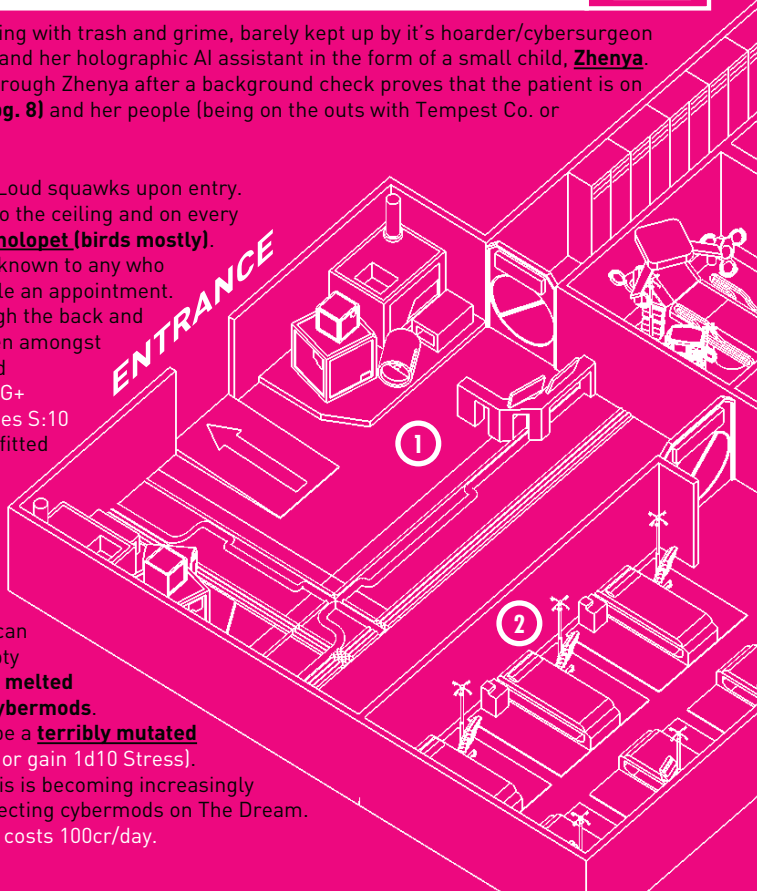 ing with trash and grime, barely kept up by it's hoarder/cybersurgeon
and her holographic AI assistant in the form of a small child, Zhenya.
rough Zhenya after a background check proves that the patient is on
g. 8) and her people (being on the outs with Tempest Co. or
Loud squawks upon entry.
o the ceiling and on every
holopet (birds mostly).
known to any who
le an appointment.
gh the back and
en amongst
d
G+
es S:10
fitted
ENTRANCE
1
2
can
oty
melted
ybermods.
be a terribly mutated
or gain 1d10 Stress).
is is becoming increasingly
ecting cybermods on The Dream.
costs 100cr/day.